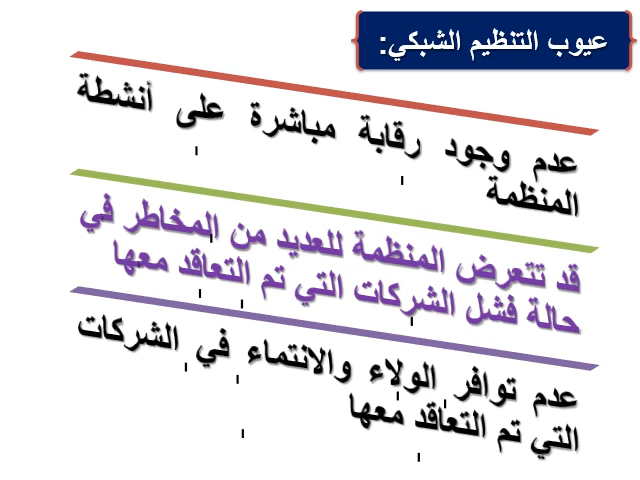 عيوب التنظيم الشبكي:
عدم وجود رقابة مباشرة على أنشطة
المنظمة
قد تتعرض المنظمة للعديد من المخاطر في
حالة فشل الشركات التي تم التعاقد معها
عدم توافر الولاء والانتماء في الشركات
التي تم التعاقد معها